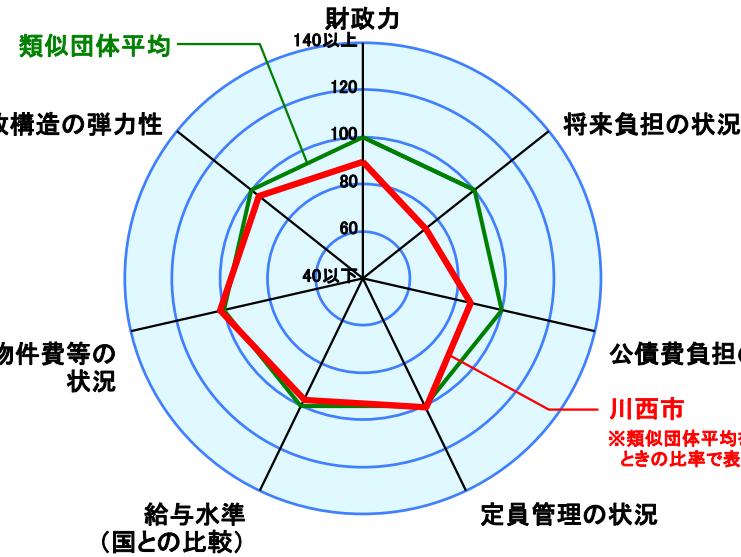 財政力
類似団体平均
140以上
120
100
80
60
40以下
構造の弾力性
将来負担の状況
物件費等の
状況
公債費負担
川西市
※類似団体平均
ときの比率で表
給与水準
（国との比較）
定員管理の状況